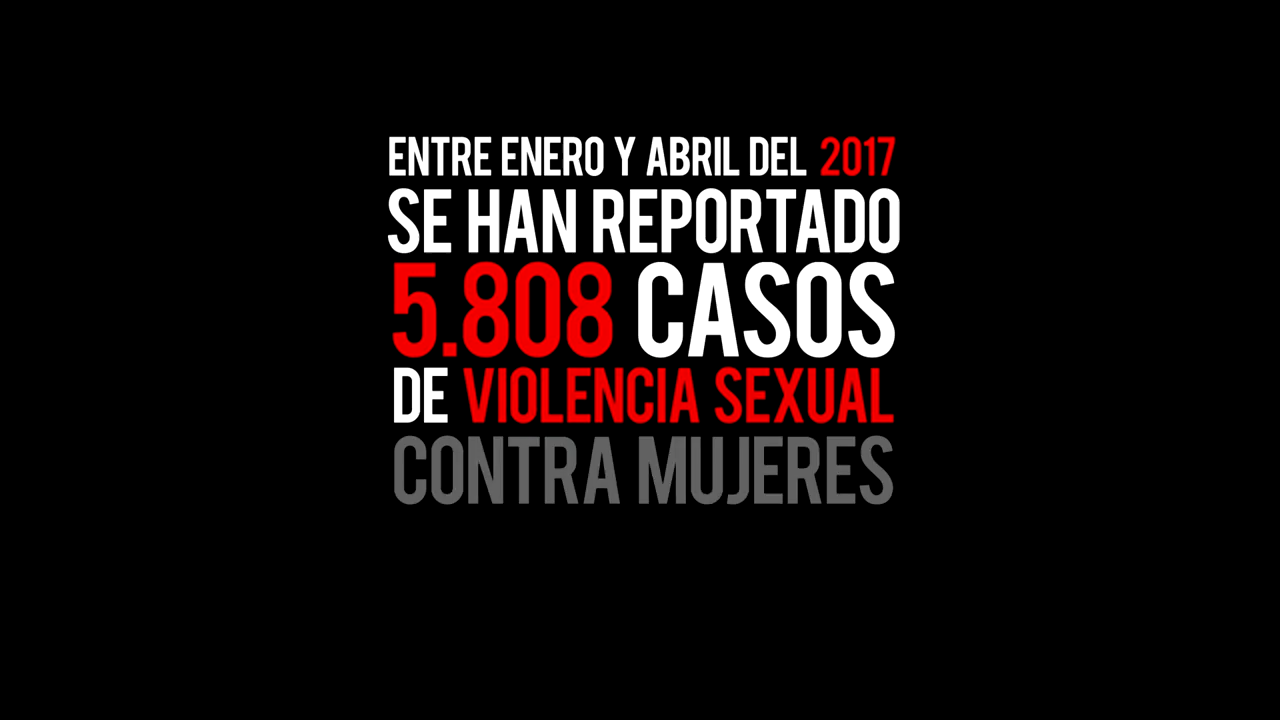 ENTRE ENERO Y ABRIL DEL 2017
SE HAN REPORTADO
5.808 CASOS
DE VIOLENCIA SEXUAL
CONTRA MUJERES